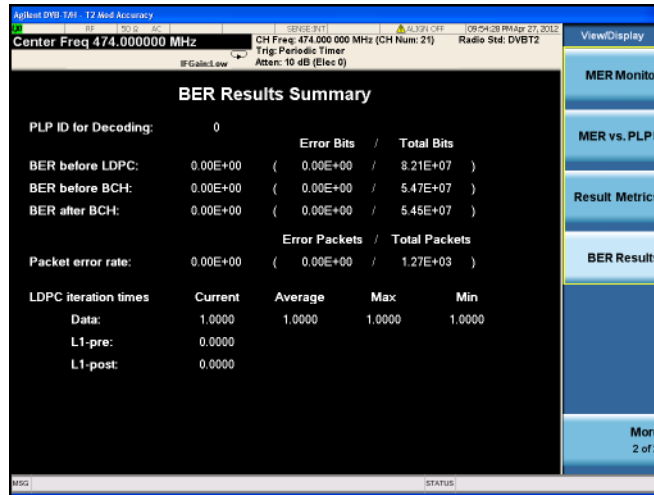 Agilent DVB-T/H - T2 Mod Accuracy
RF 50 Ω AC SENSE:INT ALIGN OFF 09:54:28 PM Apr 27, 2012
Center Freq 474.000000 MHz
CH Freq: 474.000 000 MHz (CH Num: 21) Radio Std: DVBT2
Trig: Periodic Timer
IFGain:Low Atten: 10 dB (Elec 0)
View/Display
MER Monito
MER vs. PLP
Result Metric
BER Result
Mor
2 of
BER Results Summary
PLP ID for Decoding: 0
Error Bits / Total Bits
BER before LDPC: 0.00E+00 ( 0.00E+00 / 8.21E+07 )
BER before BCH: 0.00E+00 ( 0.00E+00 / 5.47E+07 )
BER after BCH: 0.00E+00 ( 0.00E+00 / 5.45E+07 )
Error Packets / Total Packets
Packet error rate: 0.00E+00 ( 0.00E+00 / 1.27E+03 )
LDPC iteration times Current Average Max Min
Data: 1.0000 1.0000 1.0000 1.0000
L1-pre: 0.0000
L1-post: 0.0000
MSG STATUS